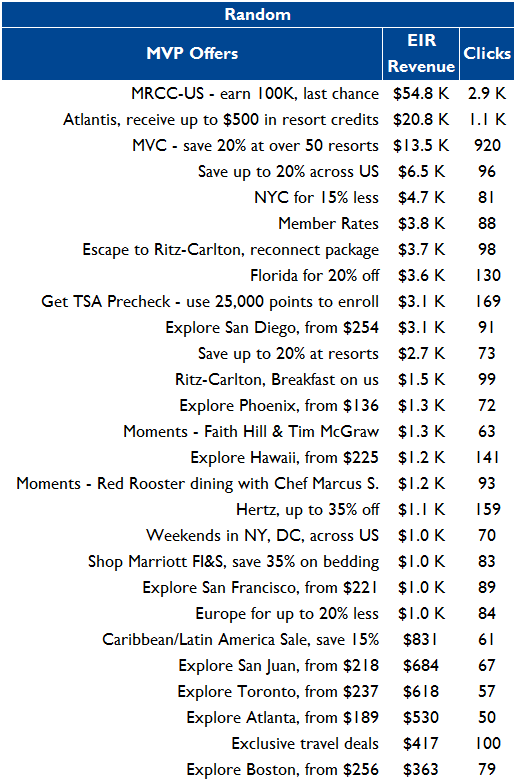 Random
MVP Offers EIR Revenue Clicks
MRCC-US - earn 100K, last chance $54.8 K 2.9 K
Atlantis, receive up to $500 in resort credits $20.8 K 1.1 K
MVC - save 20% at over 50 resorts $13.5 K 920
Save up to 20% across US $6.5 K 96
NYC for 15% less $4.7 K 81
Member Rates $3.8 K 88
Escape to Ritz-Carlton, reconnect package $3.7 K 98
Florida for 20% off $3.6 K 130
Get TSA Precheck - use 25,000 points to enroll $3.1 K 169
Explore San Diego, from $254 $3.1 K 91
Save up to 20% at resorts $2.7 K 73
Ritz-Carlton, Breakfast on us $1.5 K 99
Explore Phoenix, from $136 $1.3 K 72
Moments - Faith Hill & Tim McGraw $1.3 K 63
Explore Hawaii, from $225 $1.2 K 141
Moments - Red Rooster dining with Chef Marcus S. $1.2 K 93
Hertz, up to 35% off $1.1 K 159
Weekends in NY, DC, across US $1.0 K 70
Shop Marriott FI&S, save 35% on bedding $1.0 K 83
Explore San Francisco, from $221 $1.0 K 89
Europe for up to 20% less $1.0 K 84
Caribbean/Latin America Sale, save 15% $831 61
Explore San Juan, from $218 $684 67
Explore Toronto, from $237 $618 57
Explore Atlanta, from $189 $530 50
Exclusive travel deals $417 100
Explore Boston, from $256 $363 79